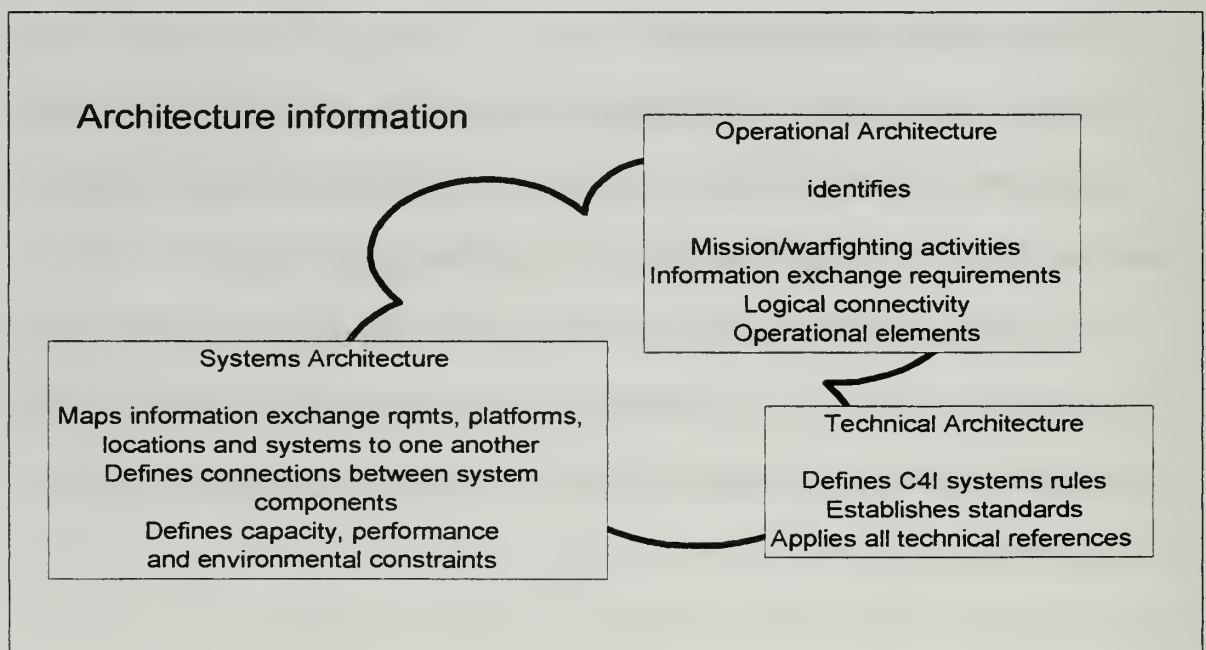 Architecture information
Operational Architecture
identifies
Mission/warfighting activities
Information exchange requirements
Logical connectivity
Operational elements
Systems Architecture
Maps information exchange rqmts, platforms,
locations and systems to one another
Defines connections between system
components
Defines capacity, performance
and environmental constraints
Technical Architecture
Defines C4I systems rules
Establishes standards
Applies all technical references